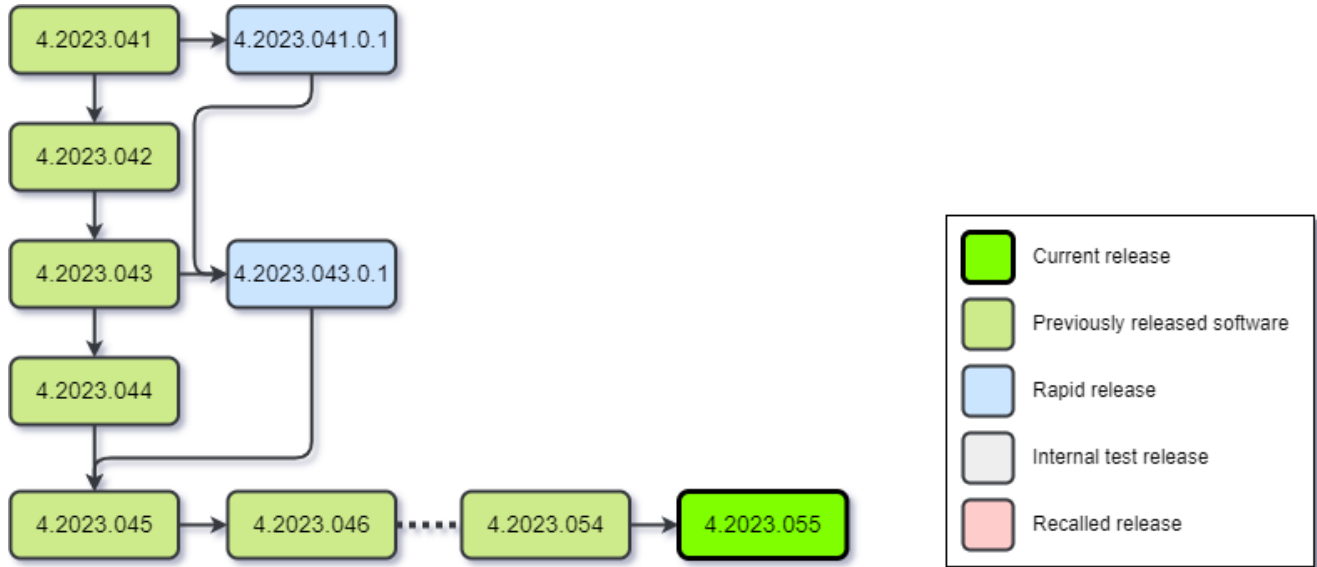 4.2023.041
4.2023.041.0.1
4.2023.042
4.2023.043
4.2023.043.0.1
4.2023.044
4.2023.045
4.2023.046
4.2023.054
4.2023.055
Current release
Previously released software
Rapid release
Internal test release
Recalled release